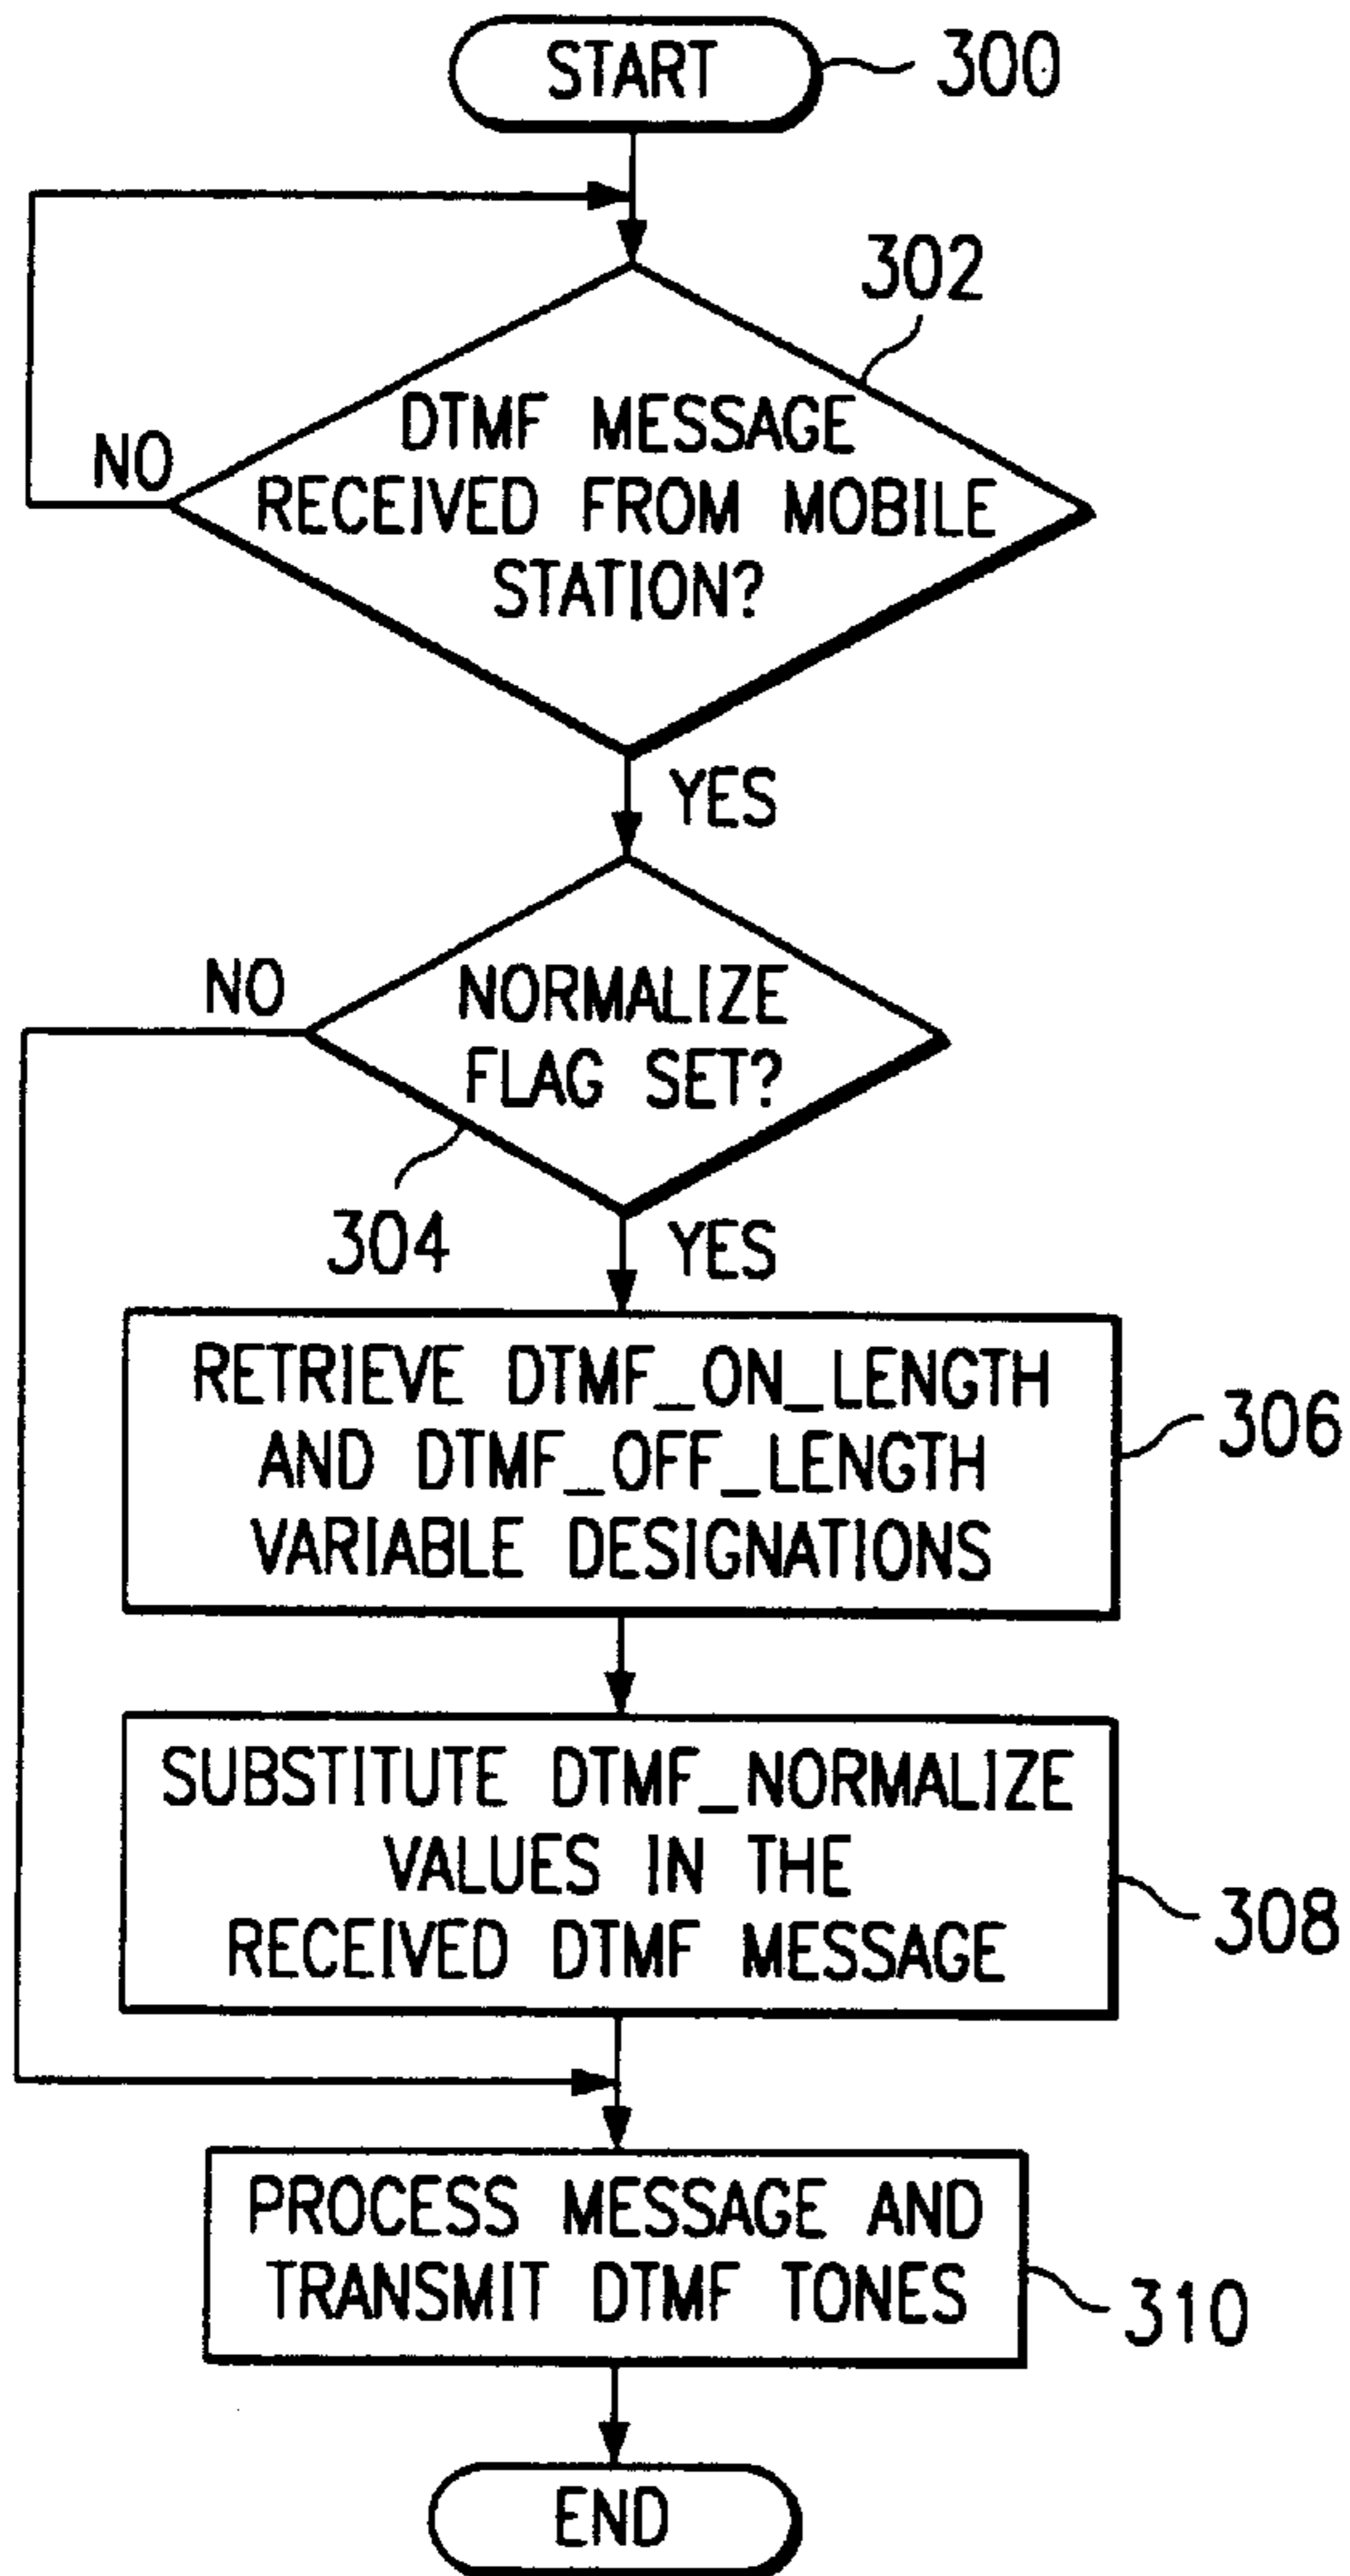 START
300
302
DTMF MESSAGE
RECEIVED FROM MOBILE
STATION?
NO
YES
NORMALIZE
FLAG SET?
NO
304
YES
RETRIEVE DTMF_ON_LENGTH
AND DTMF_OFF_LENGTH
VARIABLE DESIGNATIONS
306
SUBSTITUTE DTMF_NORMALIZE
VALUES IN THE
RECEIVED DTMF MESSAGE
308
PROCESS MESSAGE AND
TRANSMIT DTMF TONES
310
END